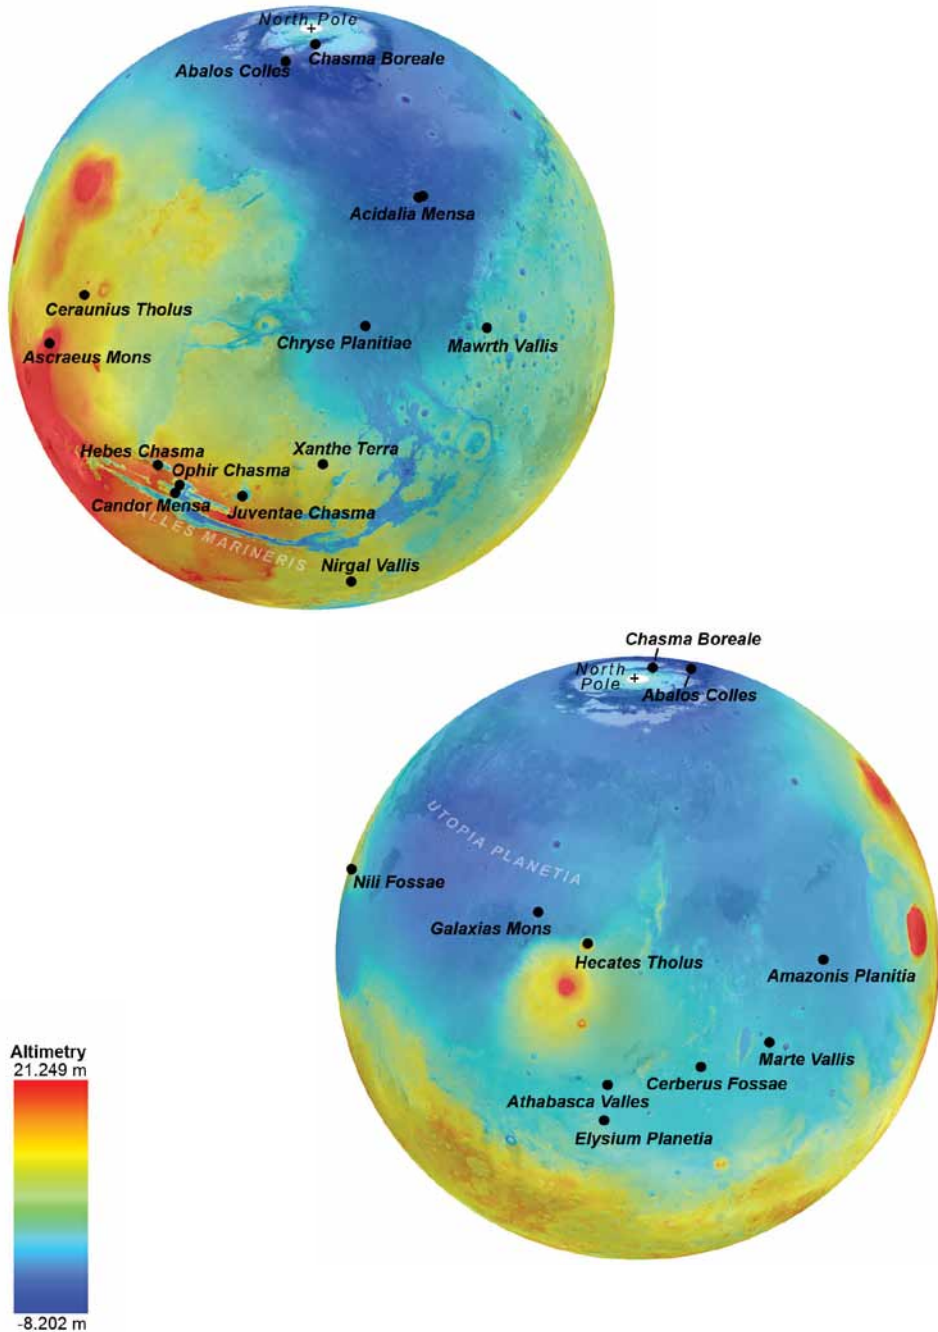 North Pole
Chasma Boreale
Abalos Colles
Acidalia Mensa
Ceraunius Tholus
Chryse Planitiae
Mawrth Vallis
Ascraeus Mons
Hebes Chasma
Xanthe Terra
Ophir Chasma
Candor Mensa
Juventae Chasma
VALLES MARINERIS
Nirgal Vallis
Chasma Boreale
North
Pole
Abalos Colles
UTOPIA PLANETIA
Nili Fossae
Galaxias Mons
Hecates Tholus
Amazonis Planitia
Marte Vallis
Cerberus Fossae
Athabasca Valles
Elysium Planetia
Altimetry
21.249 m
-8.202 m